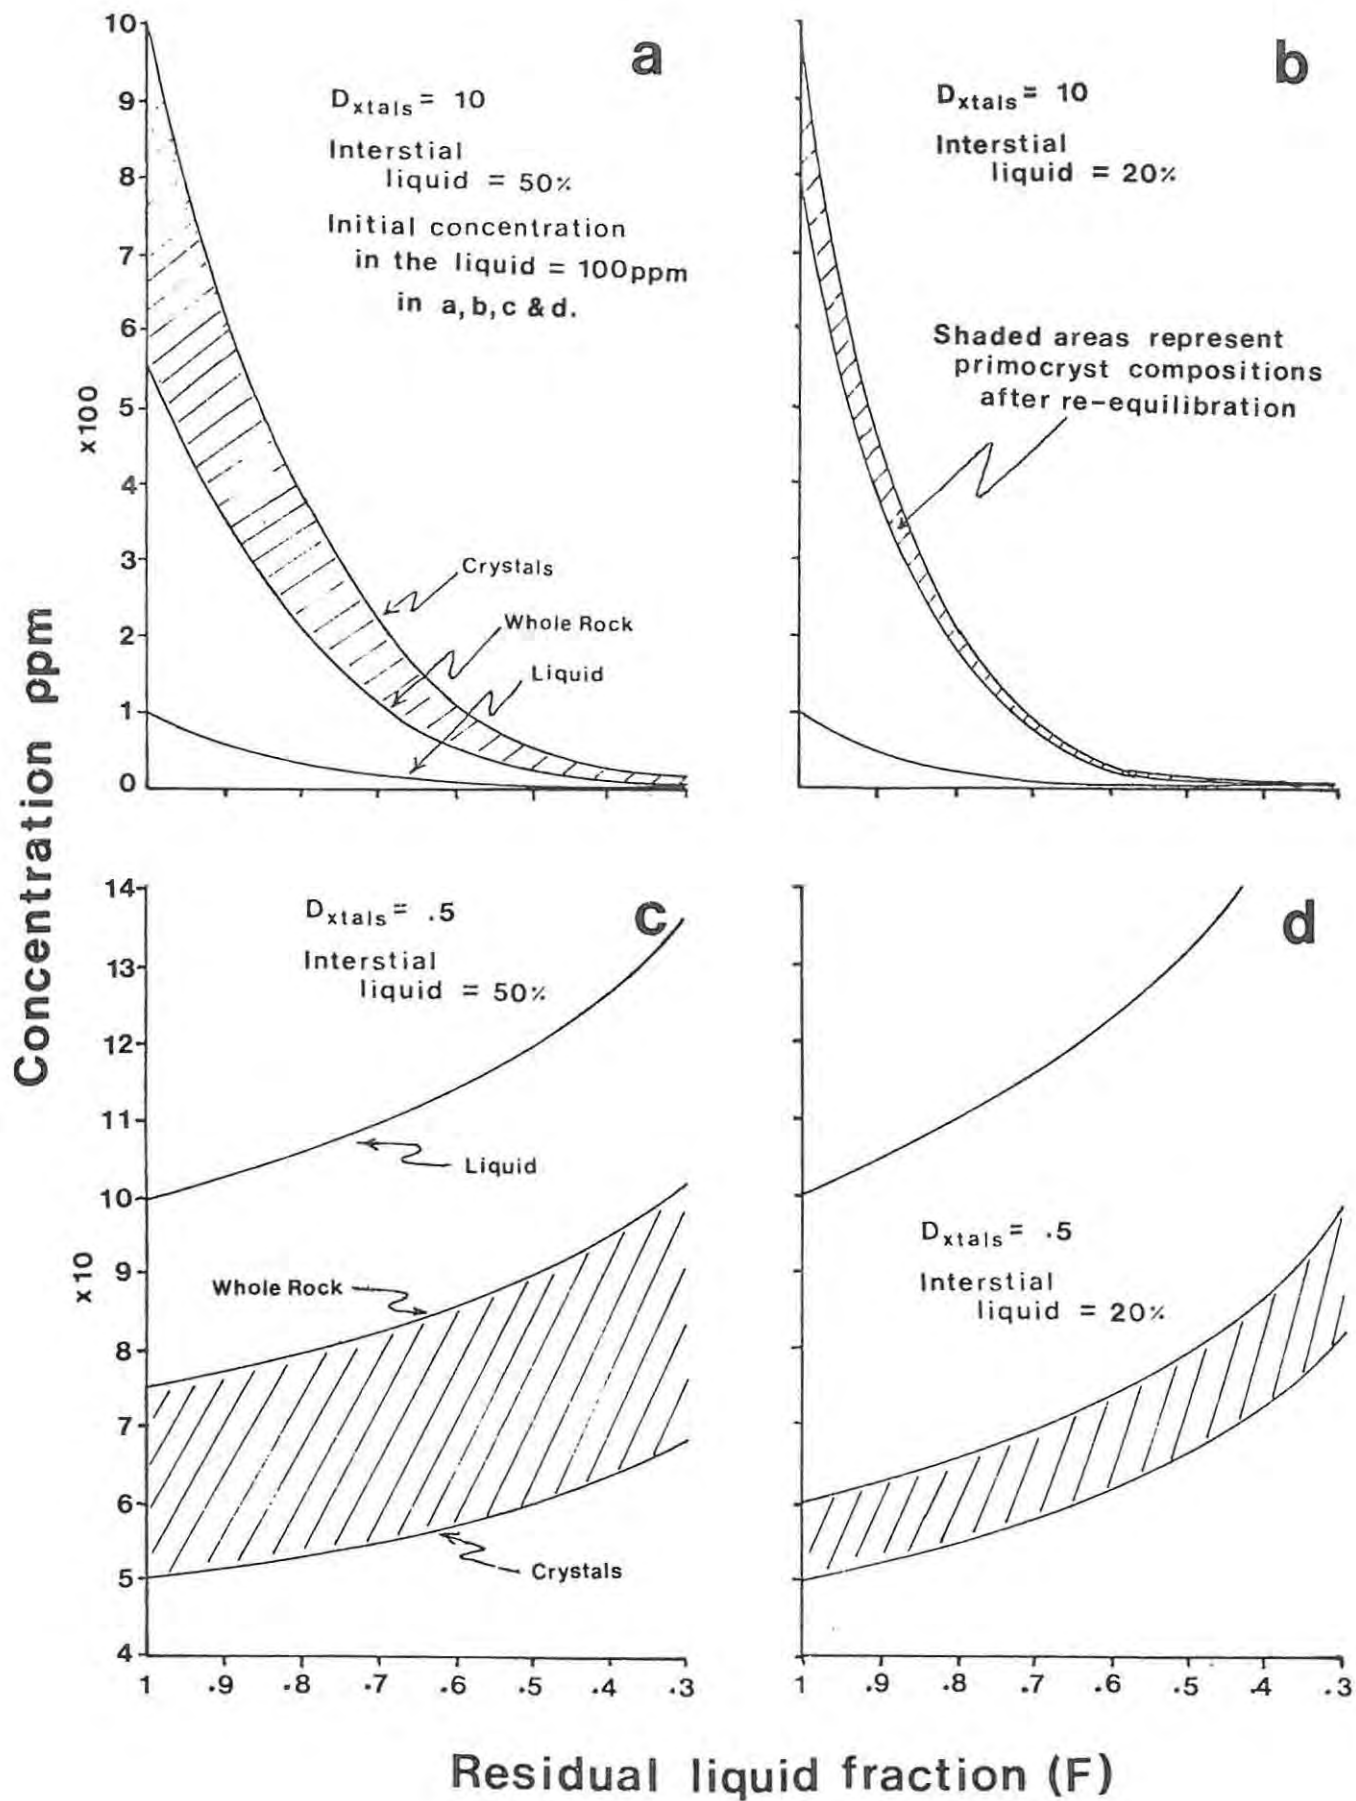 a
D xtals = 10
Interstial
liquid = 50%
Initial concentration
in the liquid = 100ppm
in a, b, c & d.
Crystals
Whole Rock
Liquid
10
9
8
7
6
5
4
3
2
1
0
x100
b
D xtals = 10
Interstial
liquid = 20%
Shaded areas represent
primocryst compositions
after re-equilibration
Concentration ppm
c
D xtals = .5
Interstial
liquid = 50%
Liquid
Whole Rock
Crystals
14
13
12
11
10
9
8
7
6
5
4
x10
1 .9 .8 .7 .6 .5 .4 .3
d
D xtals = .5
Interstial
liquid = 20%
1 .9 .8 .7 .6 .5 .4 .3
Residual liquid fraction (F)